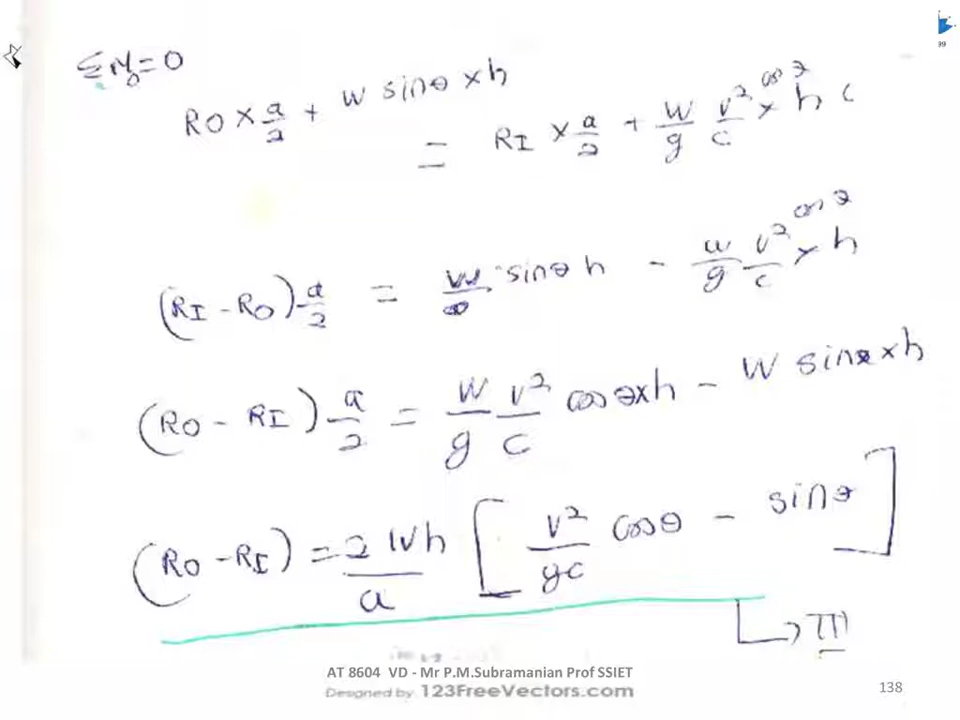 ΣM₀ = 0
RO × a/2 + W sinθ × h
= RI × a/2 + W/g v²/c cosθ × h
(RI - RO) a/2 = W sinθ h - w/g v²/c cosθ × h
(RO - RI) a/2 = W/g v²/c cosθ × h - W sinθ × h
(RO - RI) = 2Wh/a [ v²/gc cosθ - sinθ ]
→ III
AT 8604 VD - Mr P.M.Subramanian Prof SSIET
Designed by. 123FreeVectors.com
138